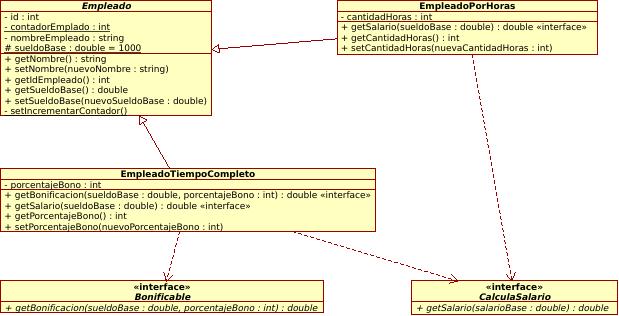 Empleado
- id : int
- contadorEmplado : int
- nombreEmpleado : string
# sueldoBase : double = 1000
+ getNombre() : string
+ setNombre(nuevoNombre : string)
+ getIdEmpleado() : int
+ getSueldoBase() : double
+ setSueldoBase(nuevoSueldoBase : double)
- setIncrementarContador()
EmpleadoPorHoras
- cantidadHoras : int
+ getSalario(sueldoBase : double) : double «interface»
+ getCantidadHoras() : int
+ setCantidadHoras(nuevaCantidadHoras : int)
EmpleadoTiempoCompleto
- porcentajeBono : int
+ getBonificacion(sueldoBase : double, porcentajeBono : int) : double «interface»
+ getSalario(sueldoBase : double) : double «interface»
+ getPorcentajeBono() : int
+ setPorcentajeBono(nuevoPorcentajeBono : int)
«interface»
Bonificable
+ getBonificacion(sueldoBase : double, porcentajeBono : int) : double
«interface»
CalculaSalario
+ getSalario(salarioBase : double) : double